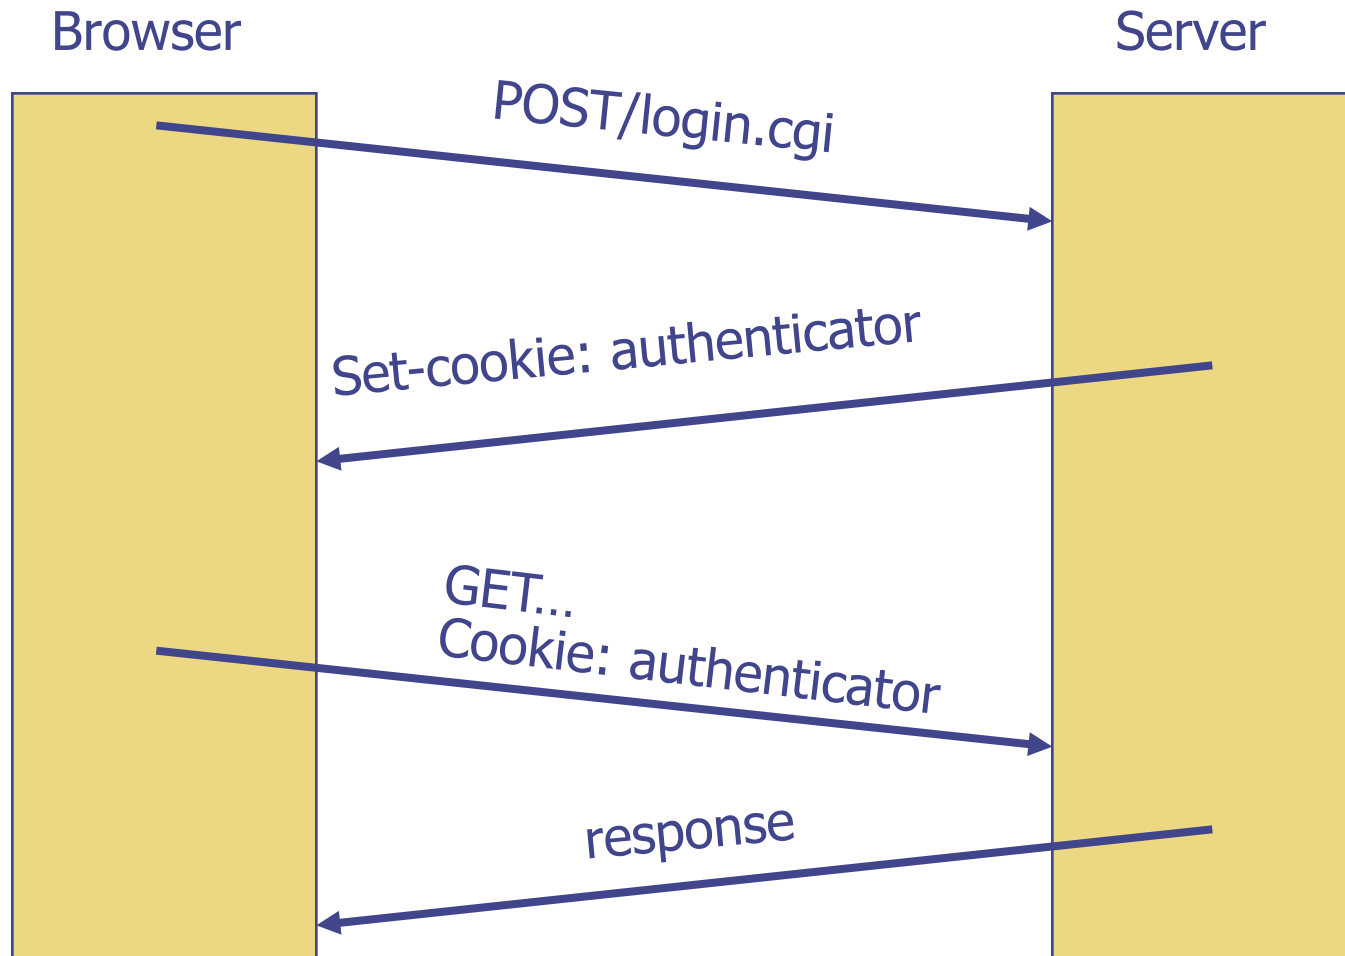 Browser
Server
POST/login.cgi
Set-cookie: authenticator
GET...
Cookie: authenticator
response